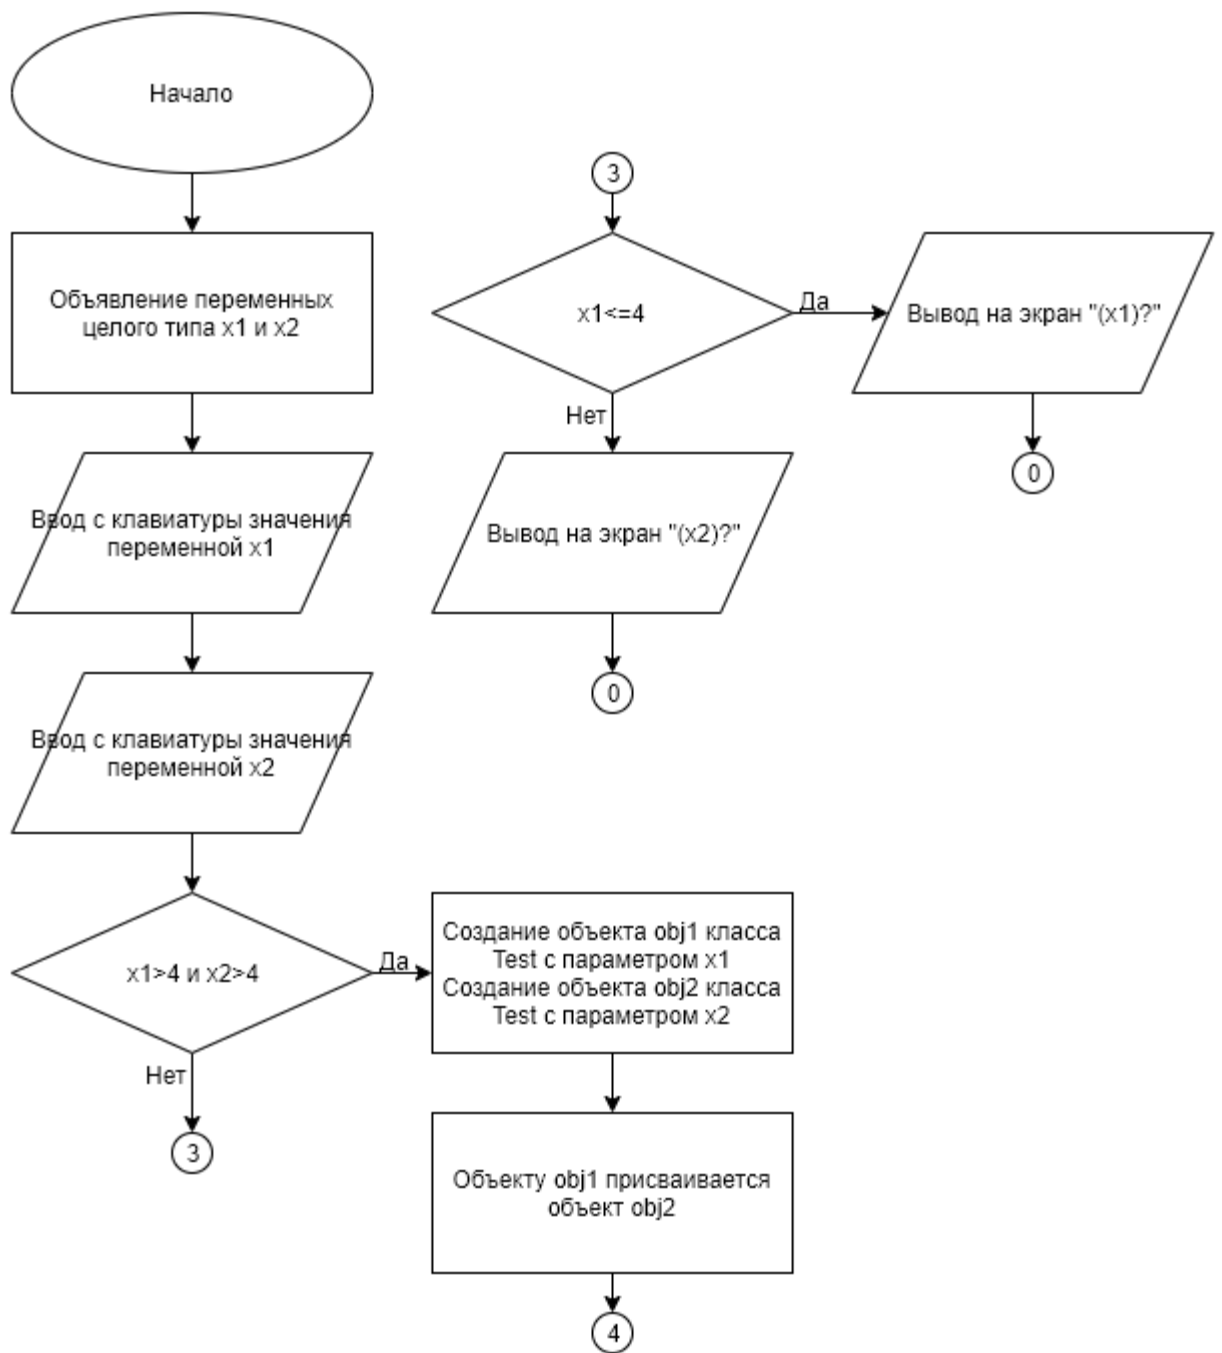 Начало
Объявление переменных
целого типа x1 и x2
Ввод с клавиатуры значения
переменной x1
Ввод с клавиатуры значения
переменной x2
x1>4 и x2>4
Да
Нет
3
Создание объекта obj1 класса
Test с параметром x1
Создание объекта obj2 класса
Test с параметром x2
Объекту obj1 присваивается
объект obj2
4
3
x1<=4
Да
Вывод на экран "(x1)?"
0
Нет
Вывод на экран "(x2)?"
0